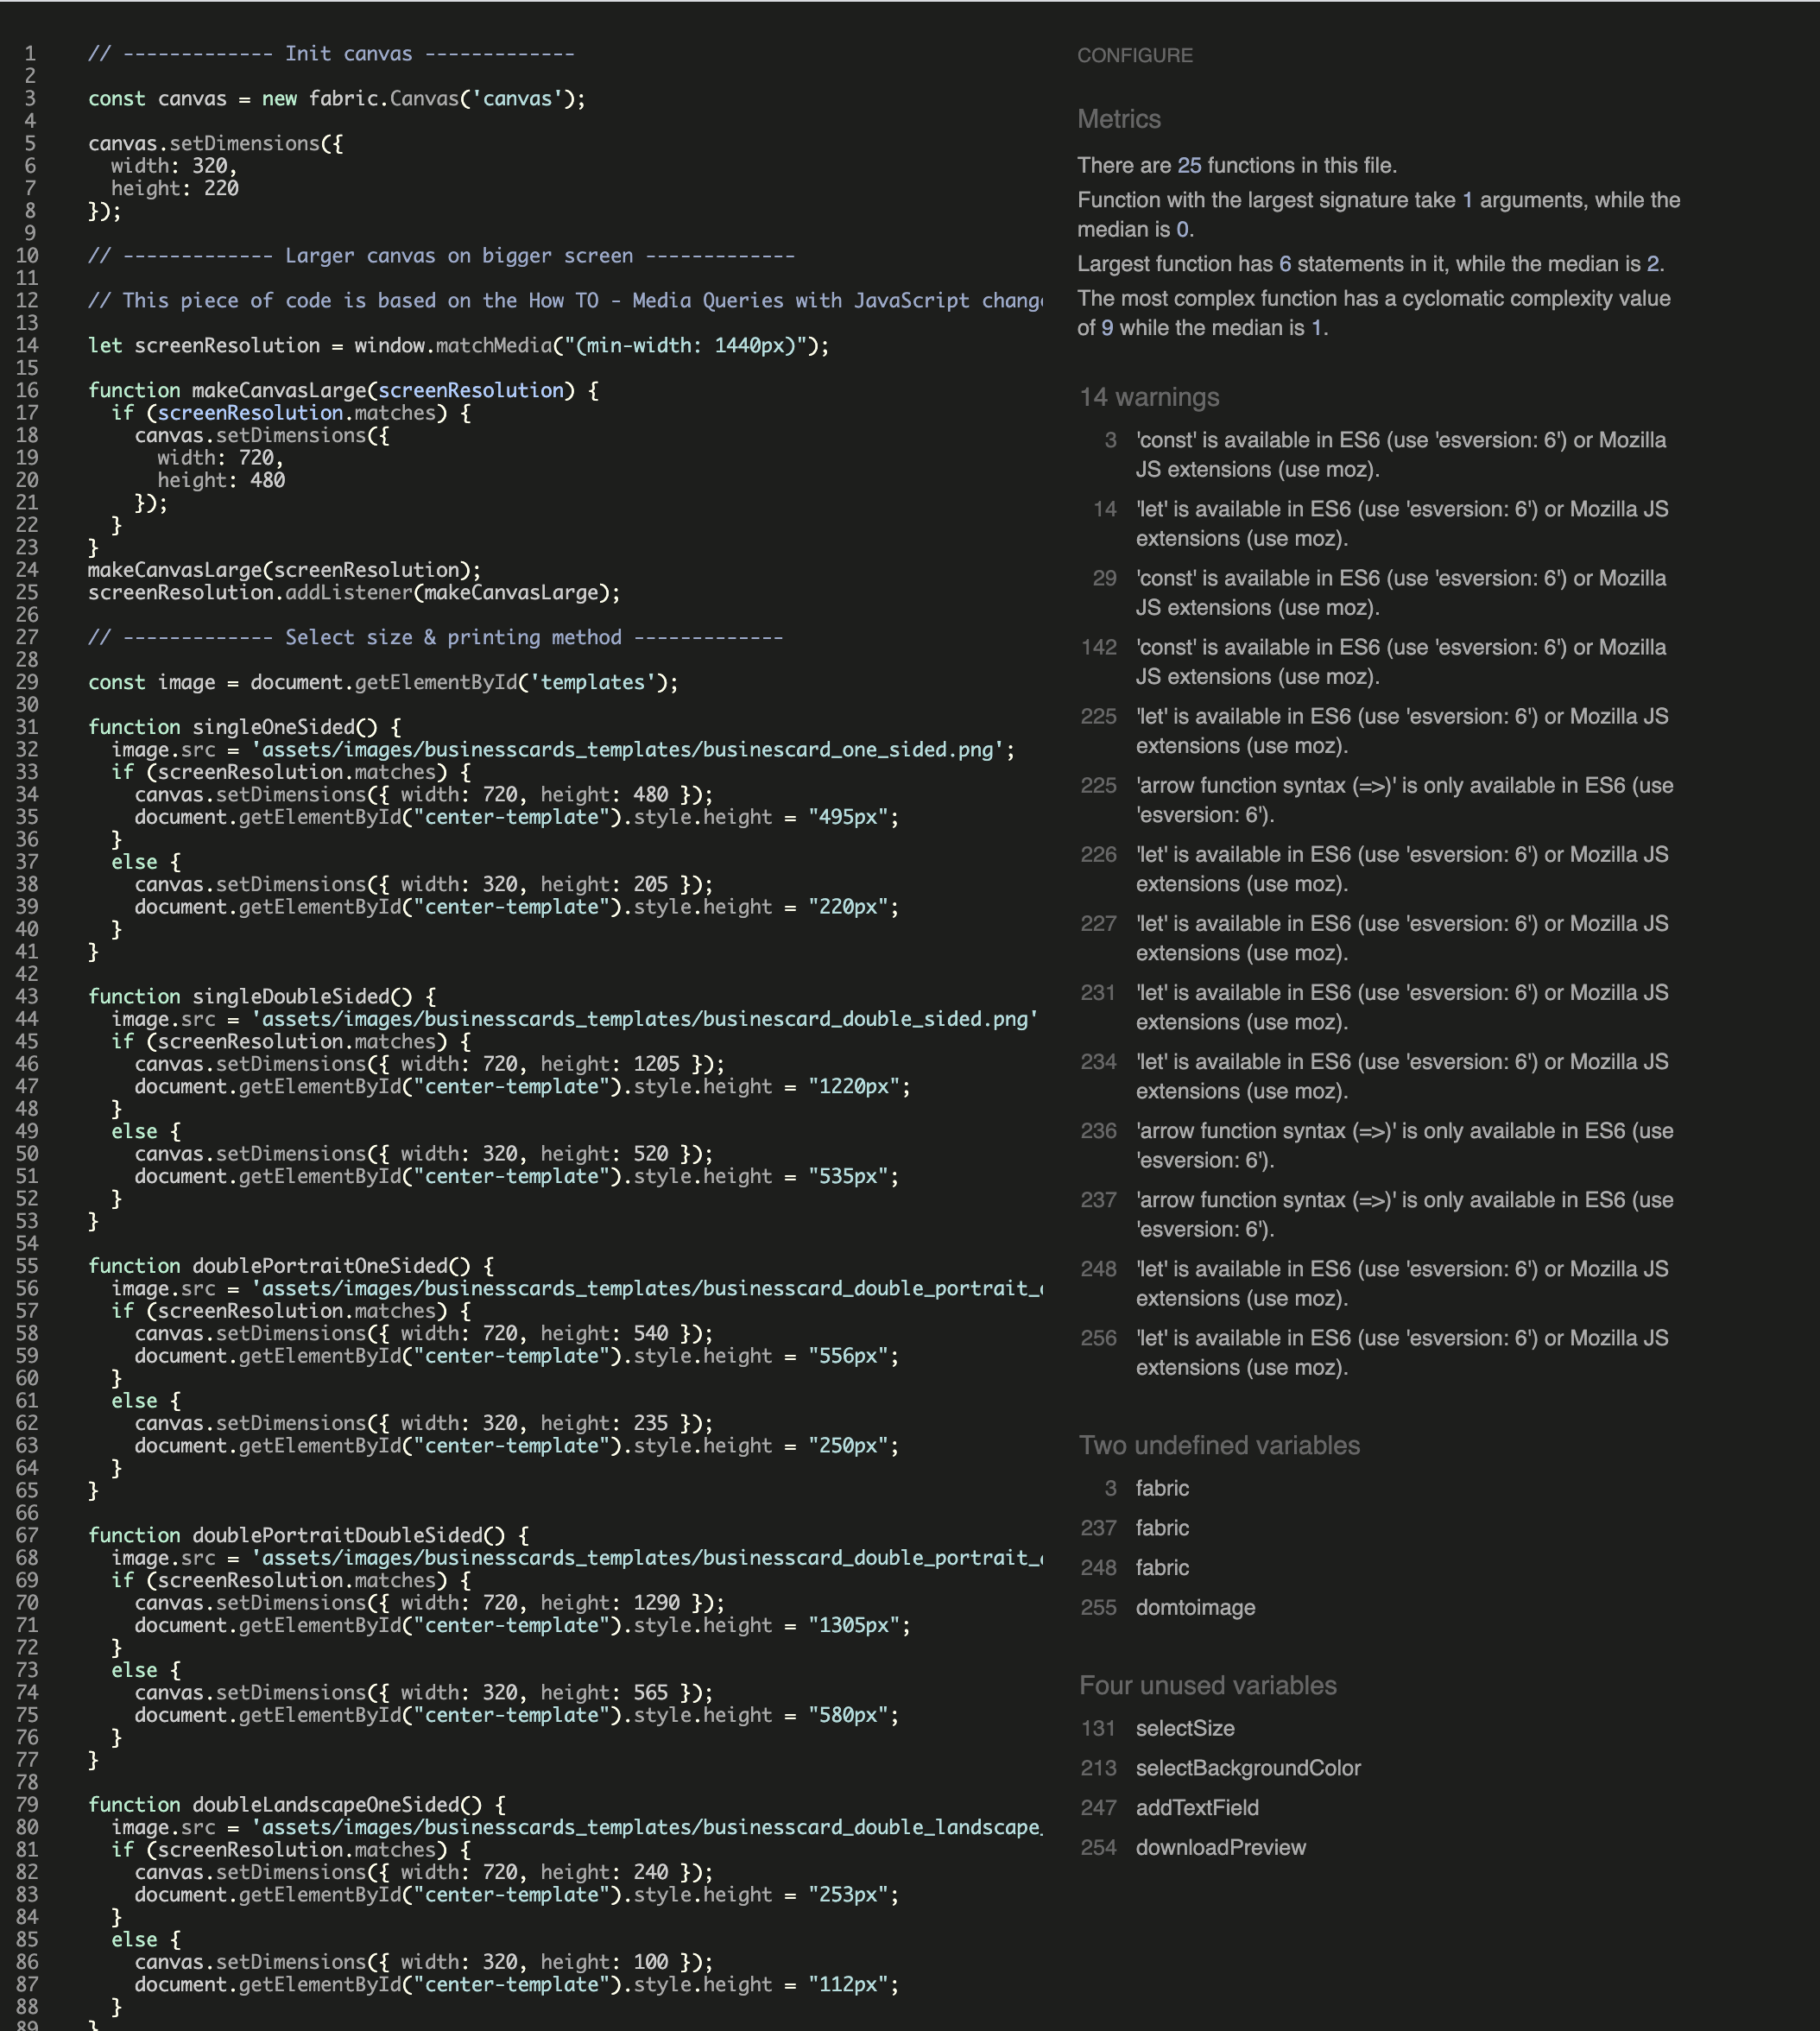 1 // ------------- Init canvas -------------
2
3 const canvas = new fabric.Canvas('canvas');
4
5 canvas.setDimensions({
6   width: 320,
7   height: 220
8 });
9
10 // ------------- Larger canvas on bigger screen -------------
11
12 // This piece of code is based on the How TO - Media Queries with JavaScript chang
13
14 let screenResolution = window.matchMedia("(min-width: 1440px)");
15
16 function makeCanvasLarge(screenResolution) {
17   if (screenResolution.matches) {
18     canvas.setDimensions({
19       width: 720,
20       height: 480
21     });
22   }
23 }
24 makeCanvasLarge(screenResolution);
25 screenResolution.addListener(makeCanvasLarge);
26
27 // ------------- Select size & printing method -------------
28
29 const image = document.getElementById('templates');
30
31 function singleOneSided() {
32   image.src = 'assets/images/businesscards_templates/businescard_one_sided.png';
33   if (screenResolution.matches) {
34     canvas.setDimensions({ width: 720, height: 480 });
35     document.getElementById("center-template").style.height = "495px";
36   }
37   else {
38     canvas.setDimensions({ width: 320, height: 205 });
39     document.getElementById("center-template").style.height = "220px";
40   }
41 }
42
43 function singleDoubleSided() {
44   image.src = 'assets/images/businesscards_templates/businescard_double_sided.png'
45   if (screenResolution.matches) {
46     canvas.setDimensions({ width: 720, height: 1205 });
47     document.getElementById("center-template").style.height = "1220px";
48   }
49   else {
50     canvas.setDimensions({ width: 320, height: 520 });
51     document.getElementById("center-template").style.height = "535px";
52   }
53 }
54
55 function doublePortraitOneSided() {
56   image.src = 'assets/images/businesscards_templates/businesscard_double_portrait_
57   if (screenResolution.matches) {
58     canvas.setDimensions({ width: 720, height: 540 });
59     document.getElementById("center-template").style.height = "556px";
60   }
61   else {
62     canvas.setDimensions({ width: 320, height: 235 });
63     document.getElementById("center-template").style.height = "250px";
64   }
65 }
66
67 function doublePortraitDoubleSided() {
68   image.src = 'assets/images/businesscards_templates/businesscard_double_portrait_
69   if (screenResolution.matches) {
70     canvas.setDimensions({ width: 720, height: 1290 });
71     document.getElementById("center-template").style.height = "1305px";
72   }
73   else {
74     canvas.setDimensions({ width: 320, height: 565 });
75     document.getElementById("center-template").style.height = "580px";
76   }
77 }
78
79 function doubleLandscapeOneSided() {
80   image.src = 'assets/images/businesscards_templates/businesscard_double_landscape_
81   if (screenResolution.matches) {
82     canvas.setDimensions({ width: 720, height: 240 });
83     document.getElementById("center-template").style.height = "253px";
84   }
85   else {
86     canvas.setDimensions({ width: 320, height: 100 });
87     document.getElementById("center-template").style.height = "112px";
88   }
89 }
CONFIGURE
Metrics
There are 25 functions in this file.
Function with the largest signature take 1 arguments, while the
median is 0.
Largest function has 6 statements in it, while the median is 2.
The most complex function has a cyclomatic complexity value
of 9 while the median is 1.
14 warnings
3 'const' is available in ES6 (use 'esversion: 6') or Mozilla
JS extensions (use moz).
14 'let' is available in ES6 (use 'esversion: 6') or Mozilla JS
extensions (use moz).
29 'const' is available in ES6 (use 'esversion: 6') or Mozilla
JS extensions (use moz).
142 'const' is available in ES6 (use 'esversion: 6') or Mozilla
JS extensions (use moz).
225 'let' is available in ES6 (use 'esversion: 6') or Mozilla JS
extensions (use moz).
225 'arrow function syntax (=>)' is only available in ES6 (use
'esversion: 6').
226 'let' is available in ES6 (use 'esversion: 6') or Mozilla JS
extensions (use moz).
227 'let' is available in ES6 (use 'esversion: 6') or Mozilla JS
extensions (use moz).
231 'let' is available in ES6 (use 'esversion: 6') or Mozilla JS
extensions (use moz).
234 'let' is available in ES6 (use 'esversion: 6') or Mozilla JS
extensions (use moz).
236 'arrow function syntax (=>)' is only available in ES6 (use
'esversion: 6').
237 'arrow function syntax (=>)' is only available in ES6 (use
'esversion: 6').
248 'let' is available in ES6 (use 'esversion: 6') or Mozilla JS
extensions (use moz).
256 'let' is available in ES6 (use 'esversion: 6') or Mozilla JS
extensions (use moz).
Two undefined variables
3 fabric
237 fabric
248 fabric
255 domtoimage
Four unused variables
131 selectSize
213 selectBackgroundColor
247 addTextField
254 downloadPreview